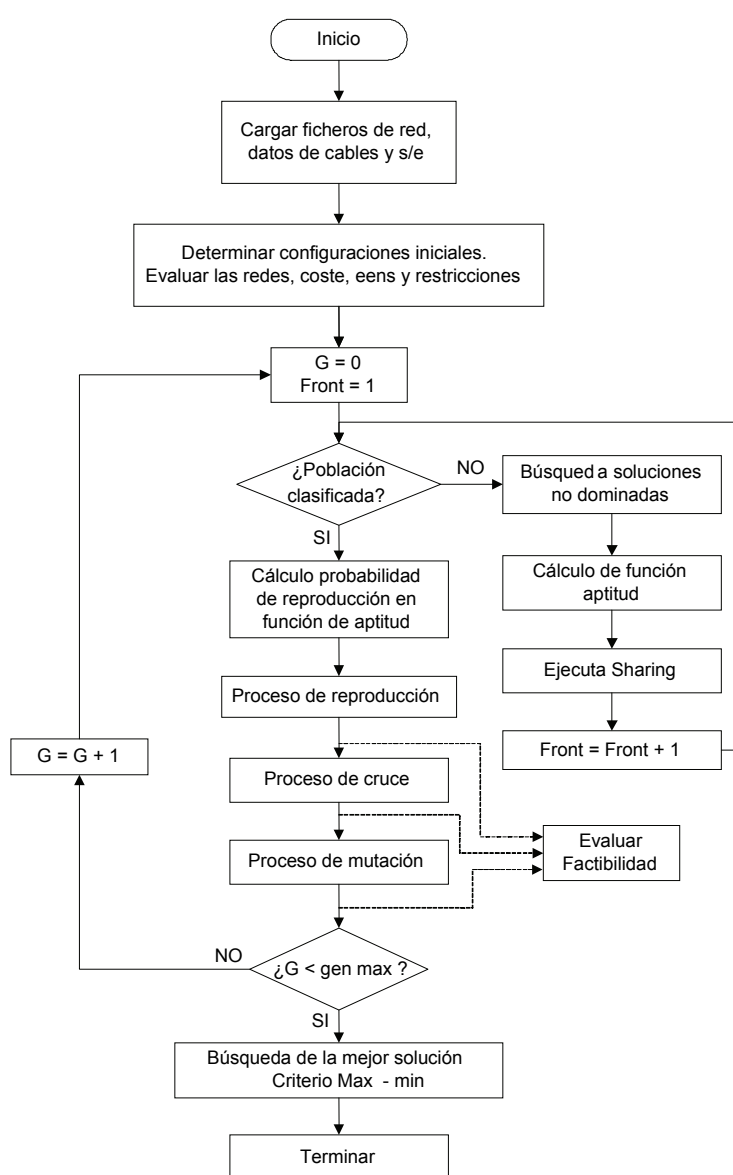 Inicio
Cargar ficheros de red,
datos de cables y s/e
Determinar configuraciones iniciales.
Evaluar las redes, coste, eens y restricciones
G = 0
Front = 1
¿Población
clasificada?
NO
Búsqued a soluciones
no dominadas
SI
Cálculo probabilidad
de reproducción en
función de aptitud
Cálculo de función
aptitud
Ejecuta Sharing
Proceso de reproducción
Front = Front + 1
G = G + 1
Proceso de cruce
Evaluar
Factibilidad
Proceso de mutación
NO
¿G < gen max ?
SI
Búsqueda de la mejor solución
Criterio Max - min
Terminar